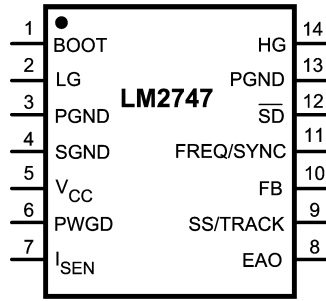 1 BOOT HG 14
2 LG PGND 13
LM2747
3 PGND SD 12
4 SGND FREQ/SYNC 11
5 VCC FB 10
6 PWGD SS/TRACK 9
7 ISEN EAO 8